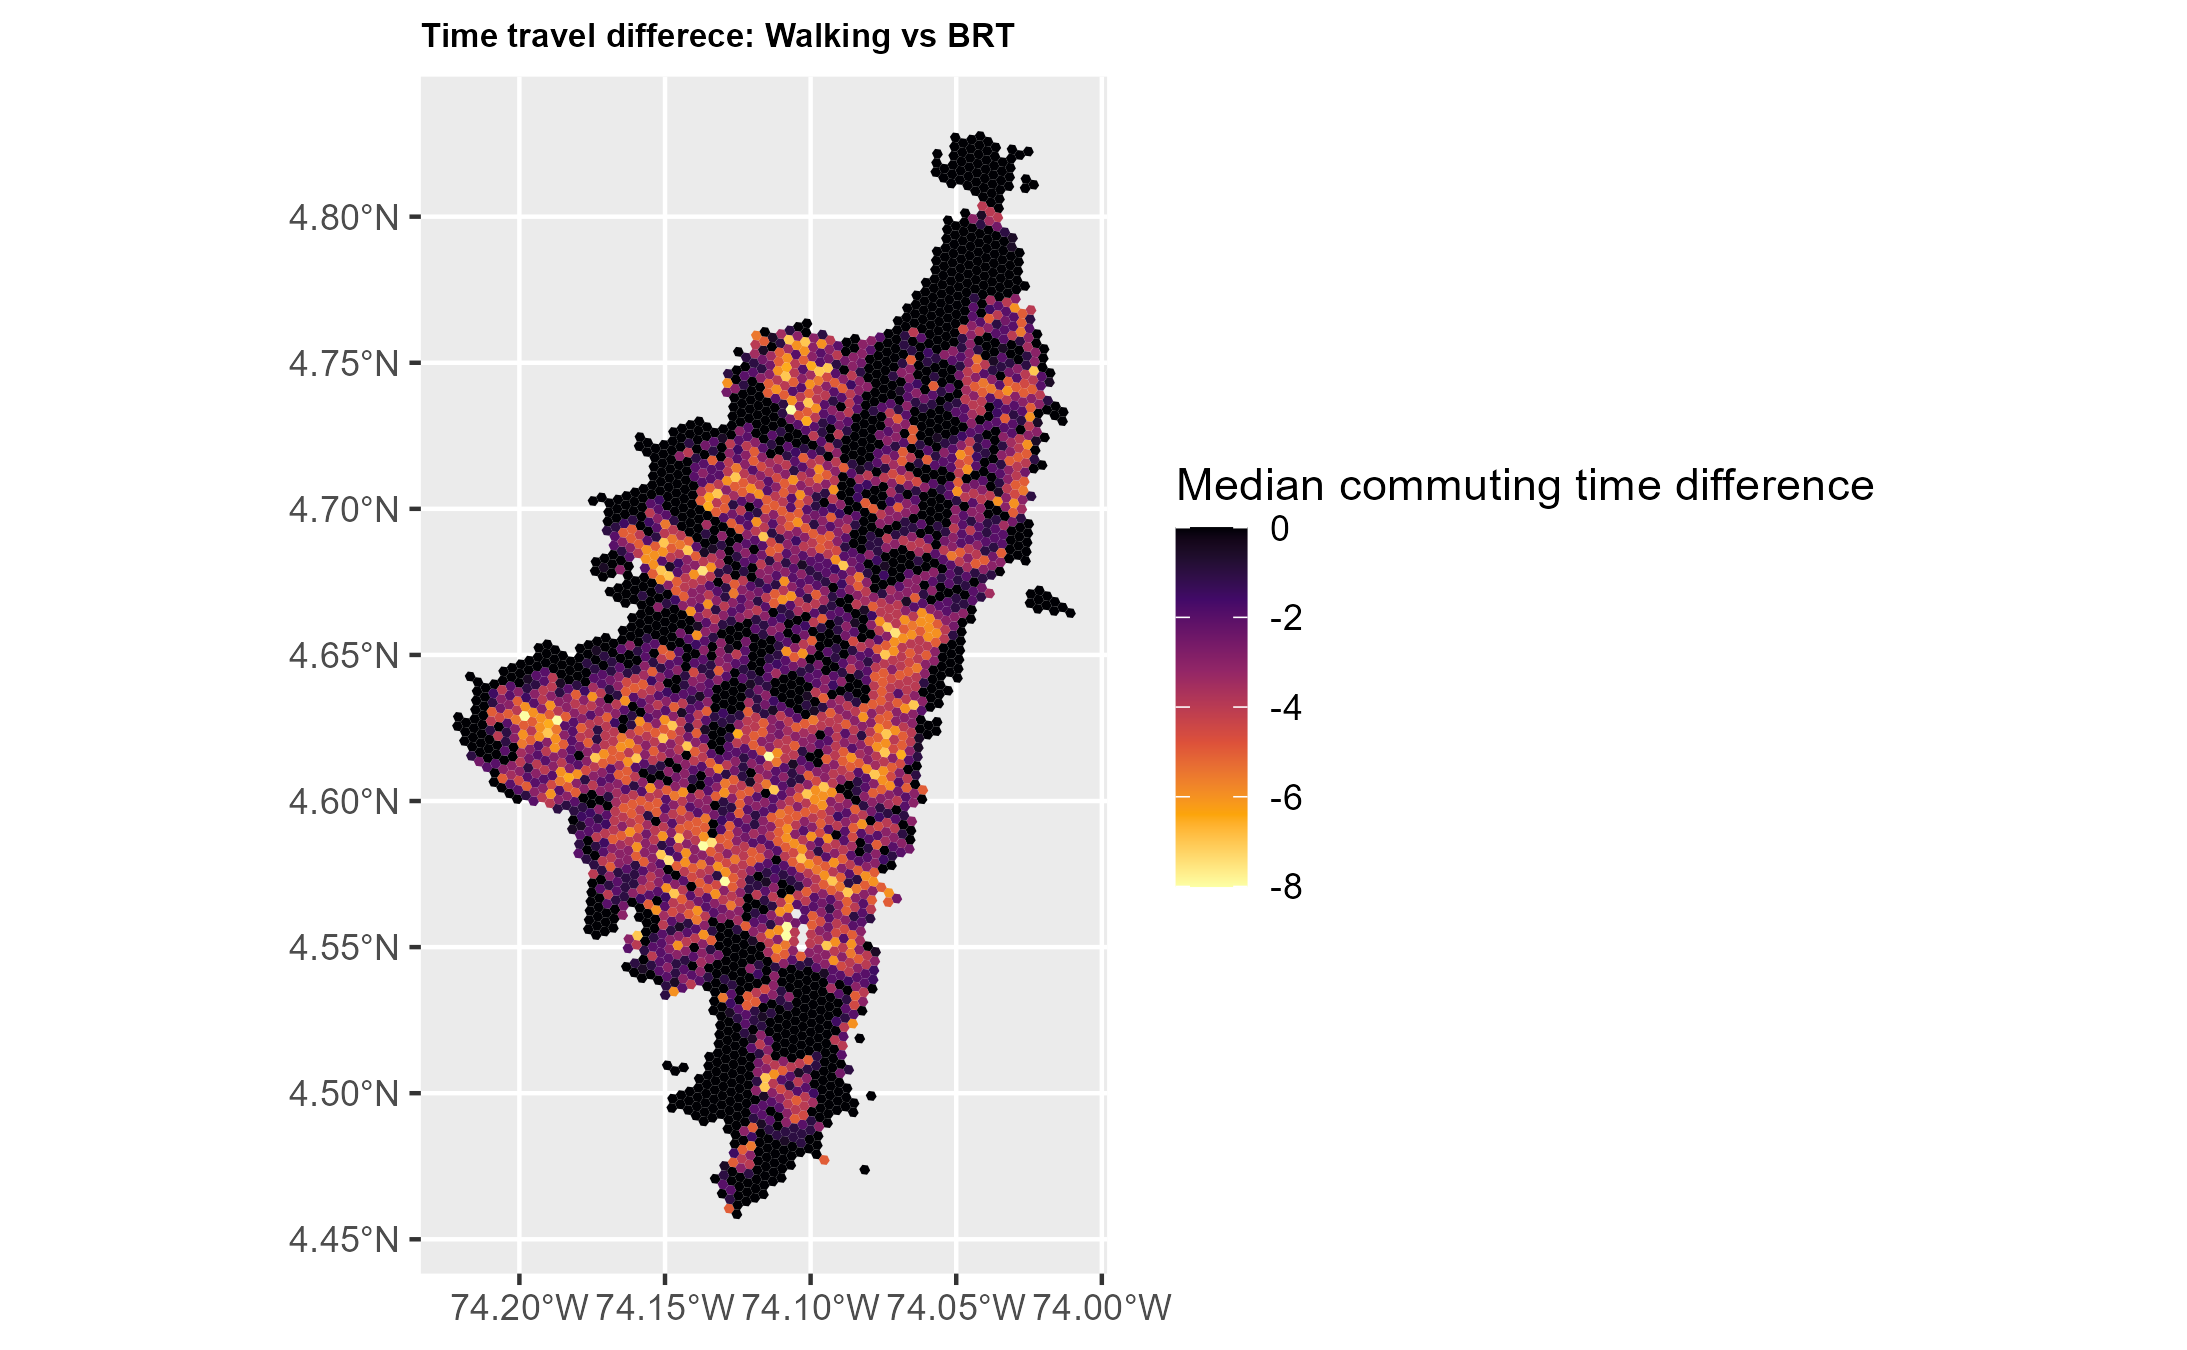 Time travel differece: Walking vs BRT
4.80°N
4.75°N
4.70°N
4.65°N
4.60°N
4.55°N
4.50°N
4.45°N
74.20°W 74.15°W 74.10°W 74.05°W 74.00°W
Median commuting time difference
0
-2
-4
-6
-8